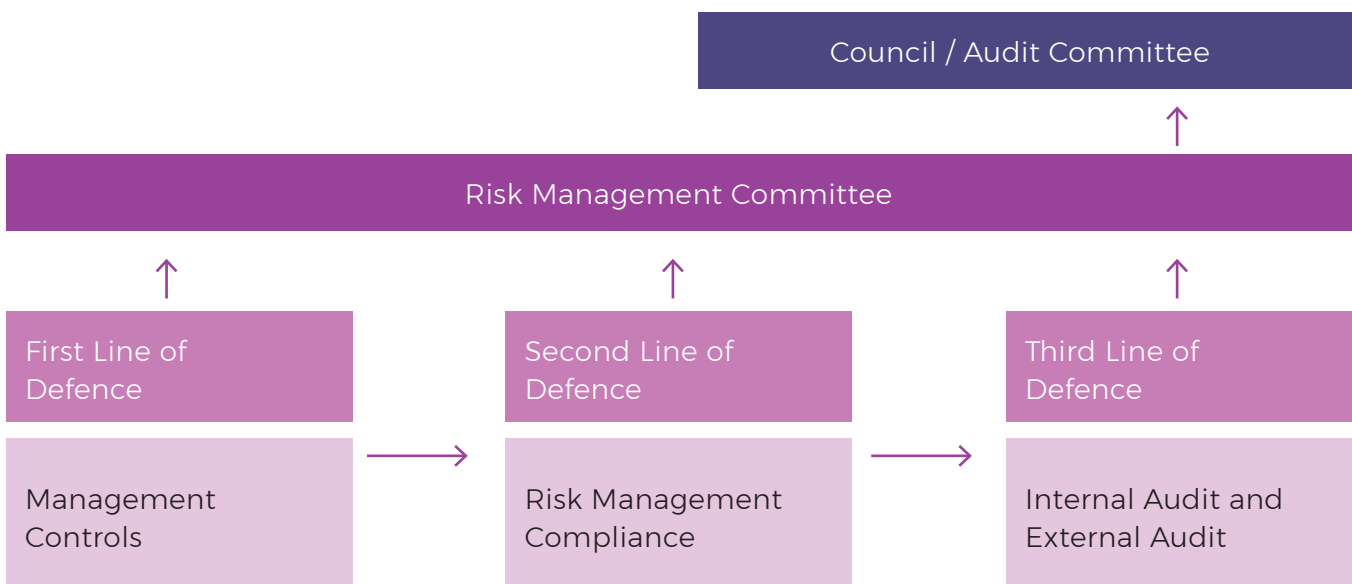 Council / Audit Committee
Risk Management Committee
First Line of
Defence
Second Line of
Defence
Third Line of
Defence
Management
Controls
Risk Management
Compliance
Internal Audit and
External Audit